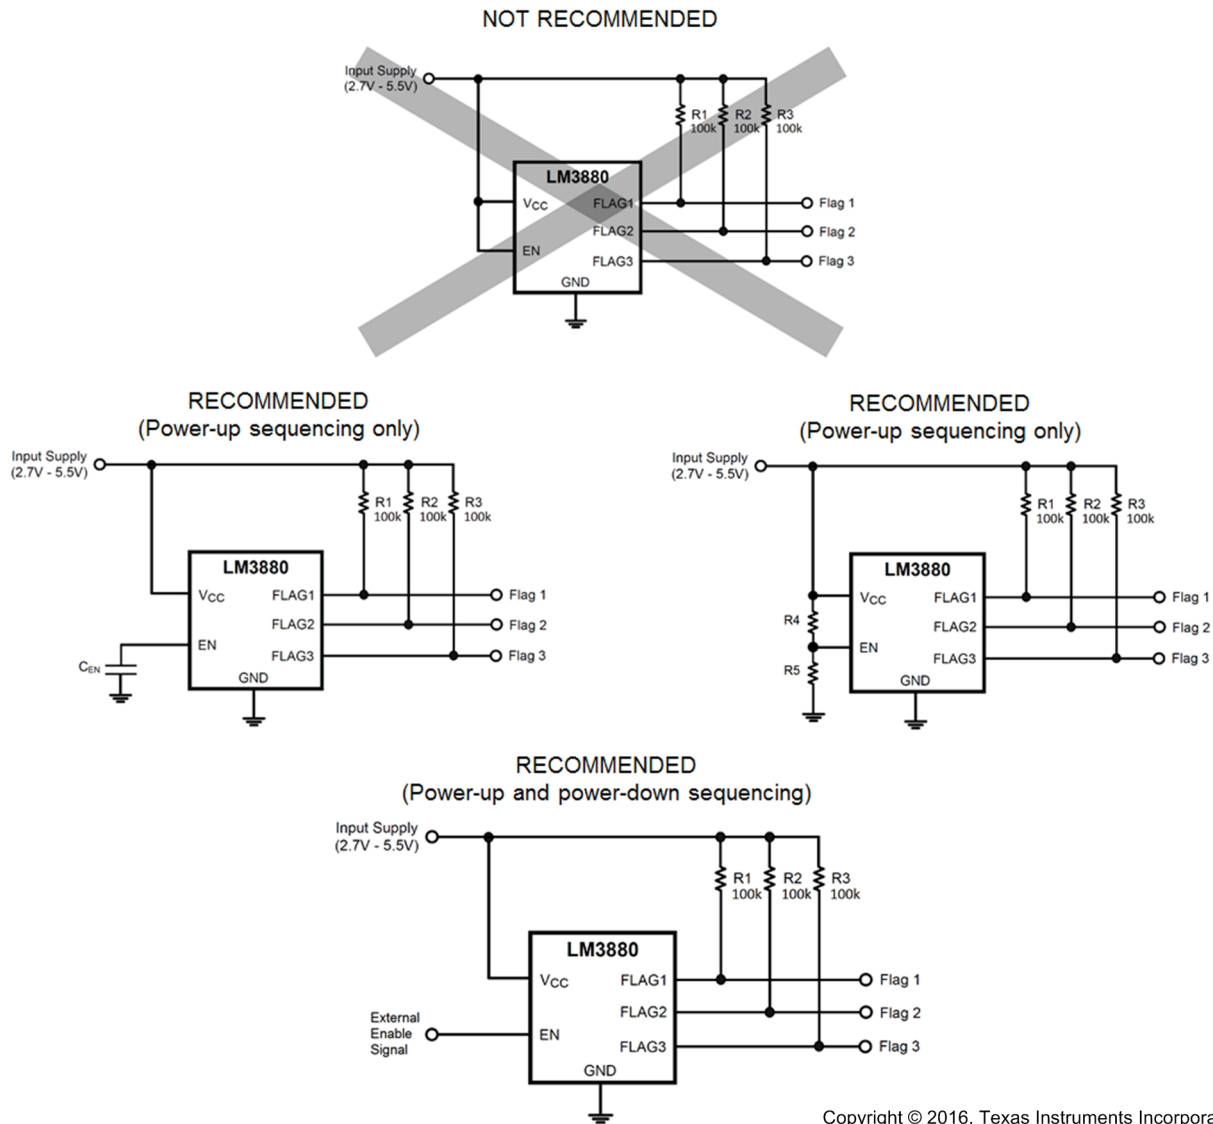 NOT RECOMMENDED
Input Supply
(2.7V - 5.5V)
R1
100k
R2
100k
R3
100k
LM3880
VCC
EN
FLAG1
FLAG2
FLAG3
GND
Flag 1
Flag 2
Flag 3
RECOMMENDED
(Power-up sequencing only)
Input Supply
(2.7V - 5.5V)
R1
100k
R2
100k
R3
100k
LM3880
VCC
EN
FLAG1
FLAG2
FLAG3
GND
CEN
Flag 1
Flag 2
Flag 3
RECOMMENDED
(Power-up sequencing only)
Input Supply
(2.7V - 5.5V)
R1
100k
R2
100k
R3
100k
LM3880
VCC
EN
FLAG1
FLAG2
FLAG3
GND
R4
R5
Flag 1
Flag 2
Flag 3
RECOMMENDED
(Power-up and power-down sequencing)
Input Supply
(2.7V - 5.5V)
R1
100k
R2
100k
R3
100k
LM3880
VCC
EN
FLAG1
FLAG2
FLAG3
GND
External
Enable
Signal
Flag 1
Flag 2
Flag 3
Copyright © 2016, Texas Instruments Incorpora